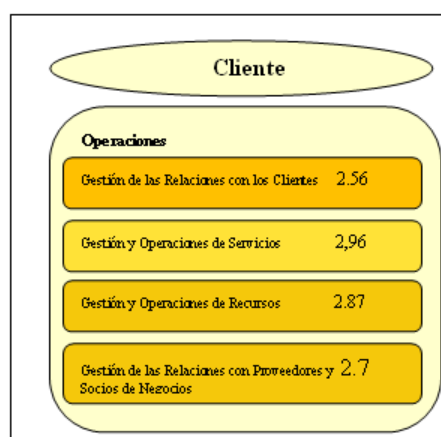 Cliente
Operaciones
Gestión de las Relaciones con los Clientes 2.56
Gestión y Operaciones de Servicios 2,96
Gestión y Operaciones de Recursos 2.87
Gestión de las Relaciones con Proveedores y 2.7
Socios de Negocios